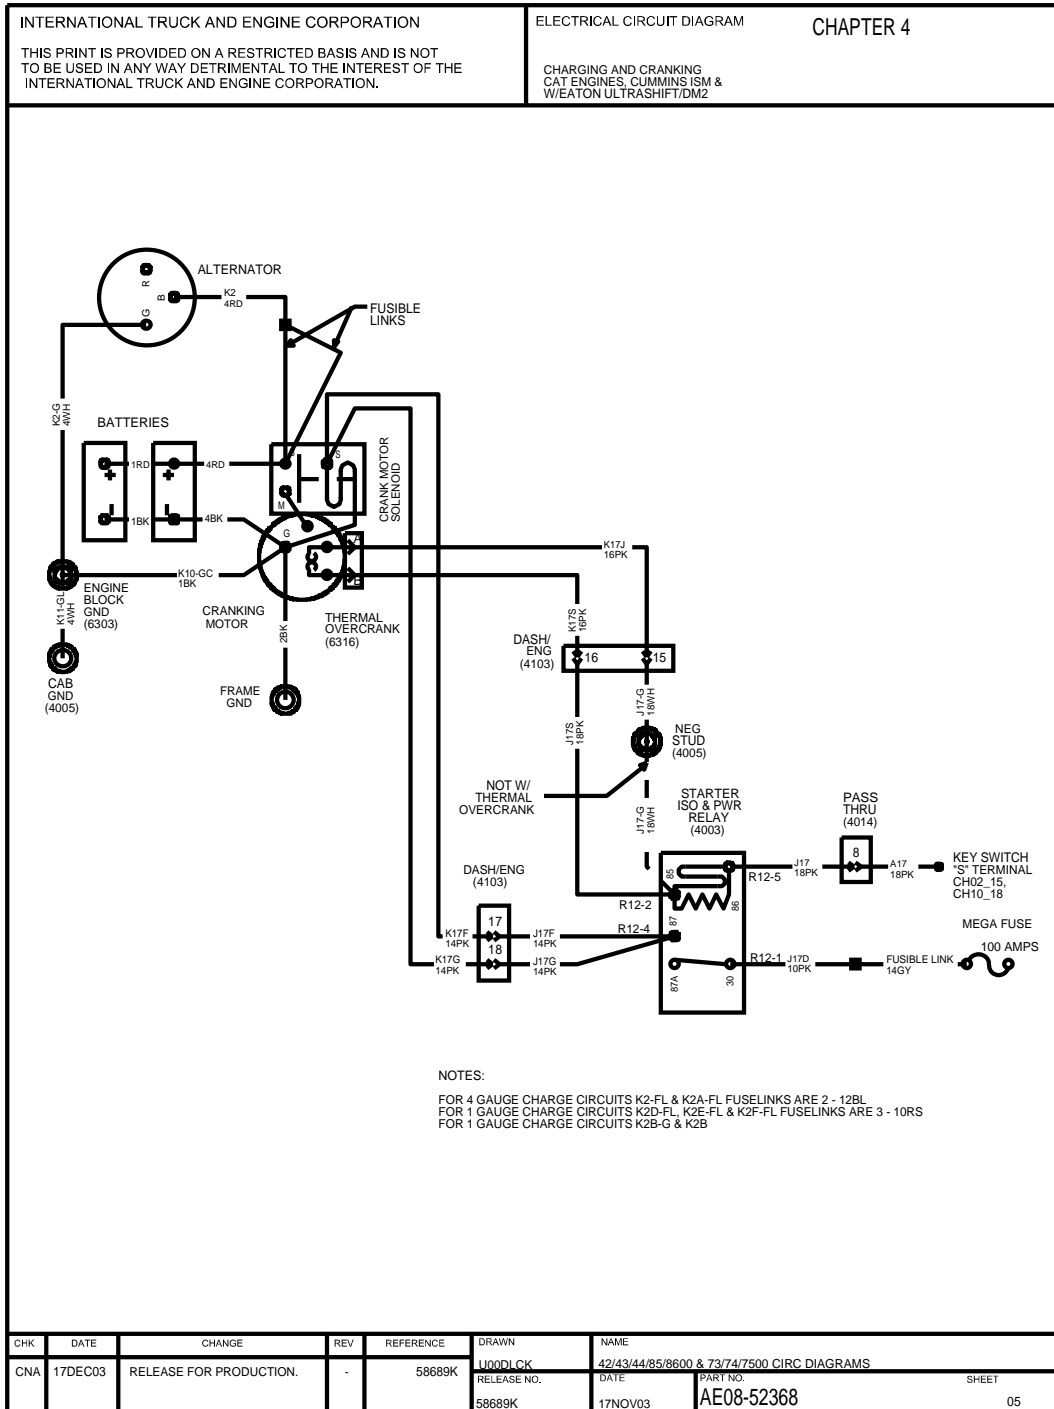 INTERNATIONAL TRUCK AND ENGINE CORPORATION
THIS PRINT IS PROVIDED ON A RESTRICTED BASIS AND IS NOT
TO BE USED IN ANY WAY DETRIMENTAL TO THE INTEREST OF THE
INTERNATIONAL TRUCK AND ENGINE CORPORATION.
ELECTRICAL CIRCUIT DIAGRAM
CHAPTER 4
CHARGING AND CRANKING
CAT ENGINES, CUMMINS ISM &
W/EATON ULTRASHIFT/DM2
ALTERNATOR
R
B
G
K2
4RD
FUSIBLE
LINKS
K2-G
4WH
BATTERIES
1RD
4RD
+
+
1BK
4BK
-
-
S
M
G
CRANK MOTOR
SOLENOID
A
B
K17J
16PK
K10-GC
1BK
ENGINE
BLOCK
GND
(6303)
K11-GL
4WH
CRANKING
MOTOR
2BK
THERMAL
OVERCRANK
(6316)
K17S
16PK
DASH/
ENG
(4103)
16
15
CAB
GND
(4005)
FRAME
GND
J17S
18PK
J17-G
18WH
NEG
STUD
(4005)
NOT W/
THERMAL
OVERCRANK
J17-G
18WH
STARTER
ISO & PWR
RELAY
(4003)
PASS
THRU
(4014)
8
J17
18PK
A17
18PK
KEY SWITCH
"S" TERMINAL
CH02_15,
CH10_18
85
R12-5
86
R12-2
87
R12-4
DASH/ENG
(4103)
17
18
K17F
14PK
J17F
14PK
K17G
14PK
J17G
14PK
MEGA FUSE
100 AMPS
R12-1
J17D
10PK
FUSIBLE LINK
14GY
87A
30
NOTES:
FOR 4 GAUGE CHARGE CIRCUITS K2-FL & K2A-FL FUSELINKS ARE 2 - 12BL
FOR 1 GAUGE CHARGE CIRCUITS K2D-FL, K2E-FL & K2F-FL FUSELINKS ARE 3 - 10RS
FOR 1 GAUGE CHARGE CIRCUITS K2B-G & K2B
CHK DATE CHANGE REV REFERENCE DRAWN NAME
CNA 17DEC03 RELEASE FOR PRODUCTION. - 58689K U00DLCK 42/43/44/85/8600 & 73/74/7500 CIRC DIAGRAMS
RELEASE NO. DATE PART NO. SHEET
58689K 17NOV03 AE08-52368 05